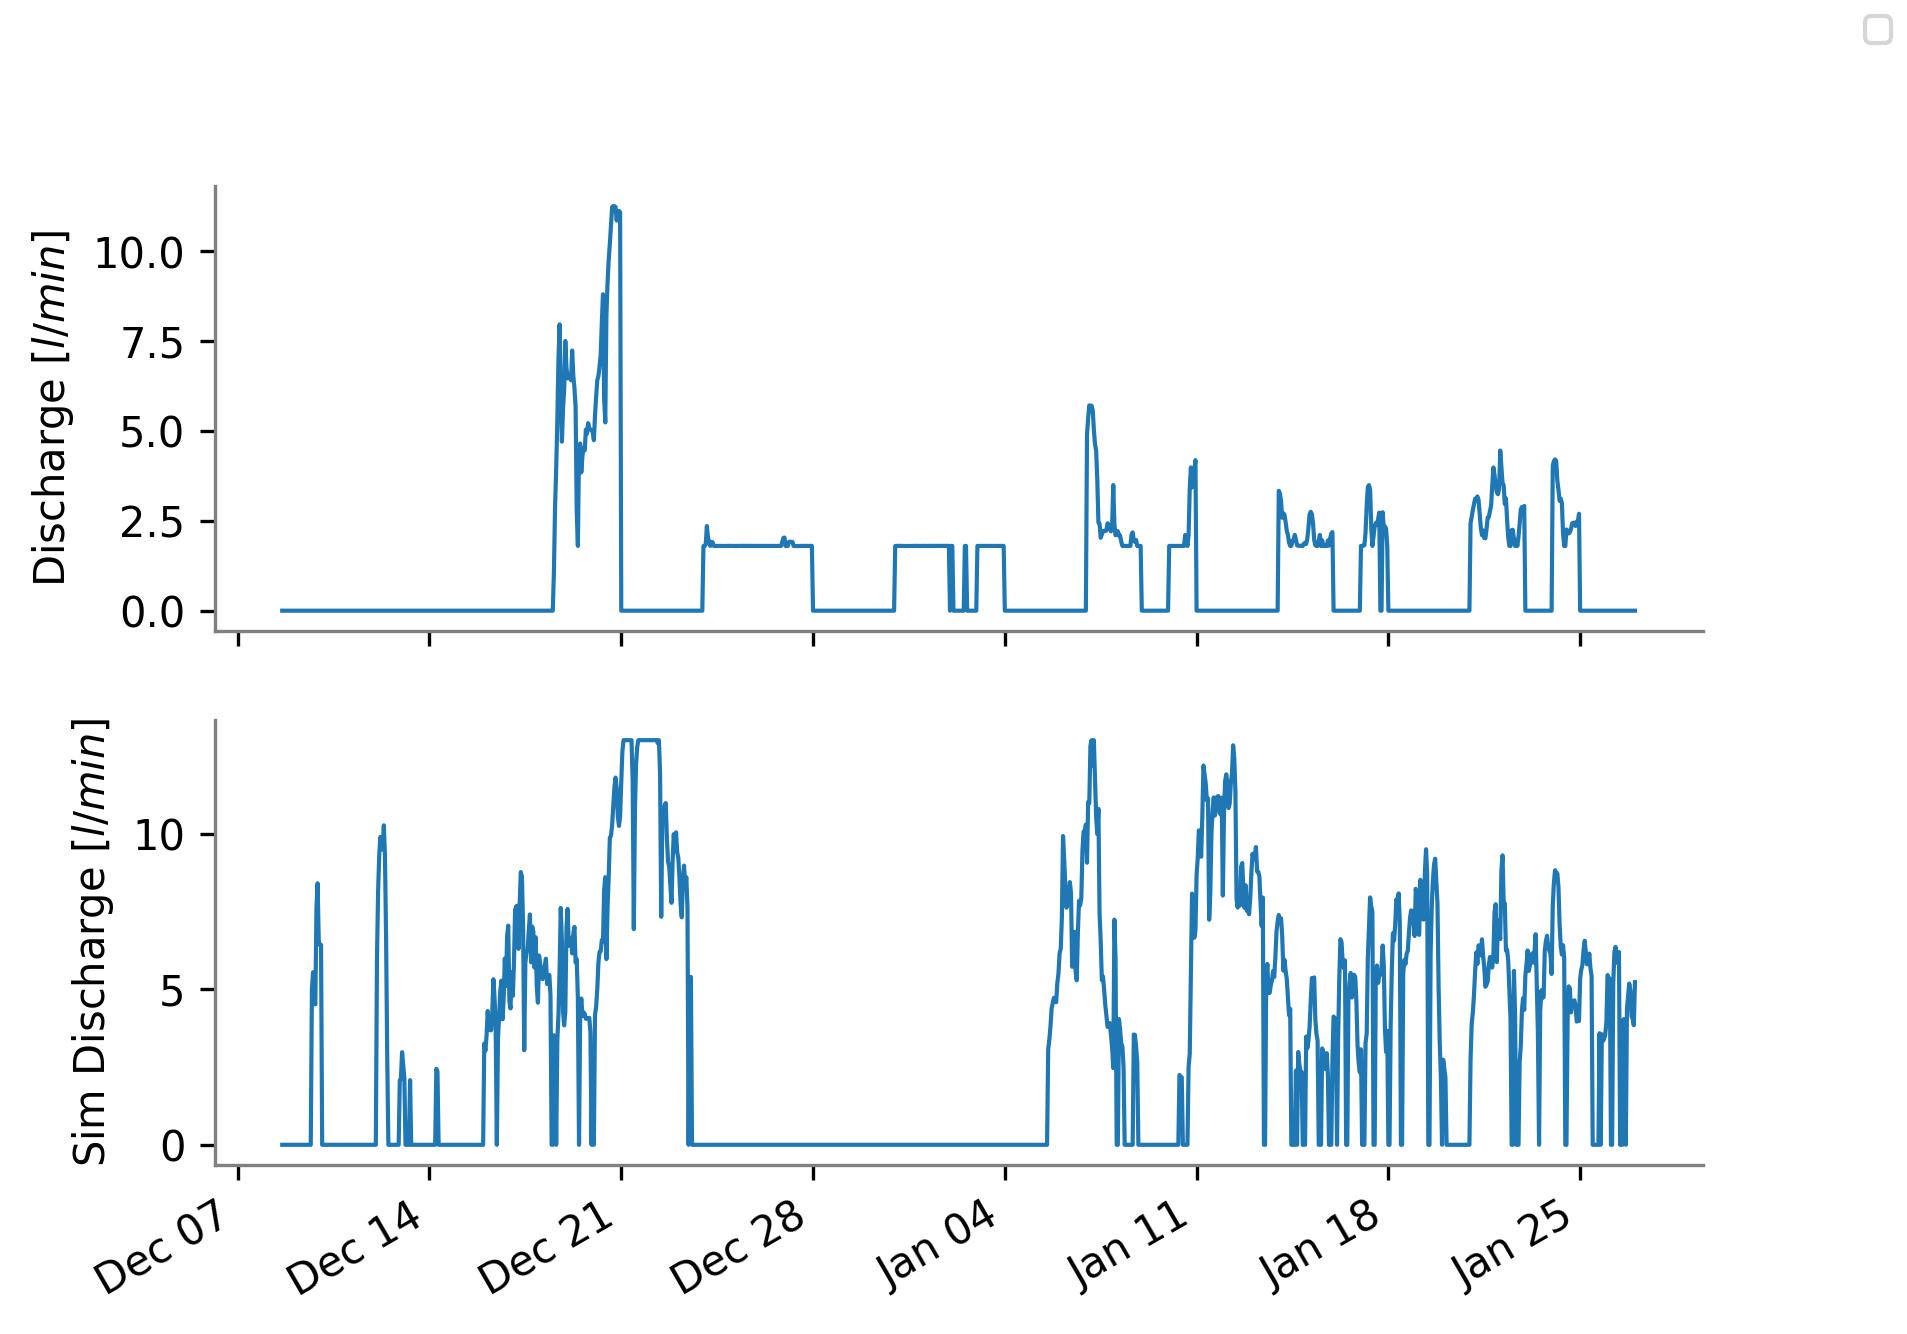 Discharge [l/min]
10.0
7.5
5.0
2.5
0.0
Sim Discharge [l/min]
10
5
0
Dec 07
Dec 14
Dec 21
Dec 28
Jan 04
Jan 11
Jan 18
Jan 25